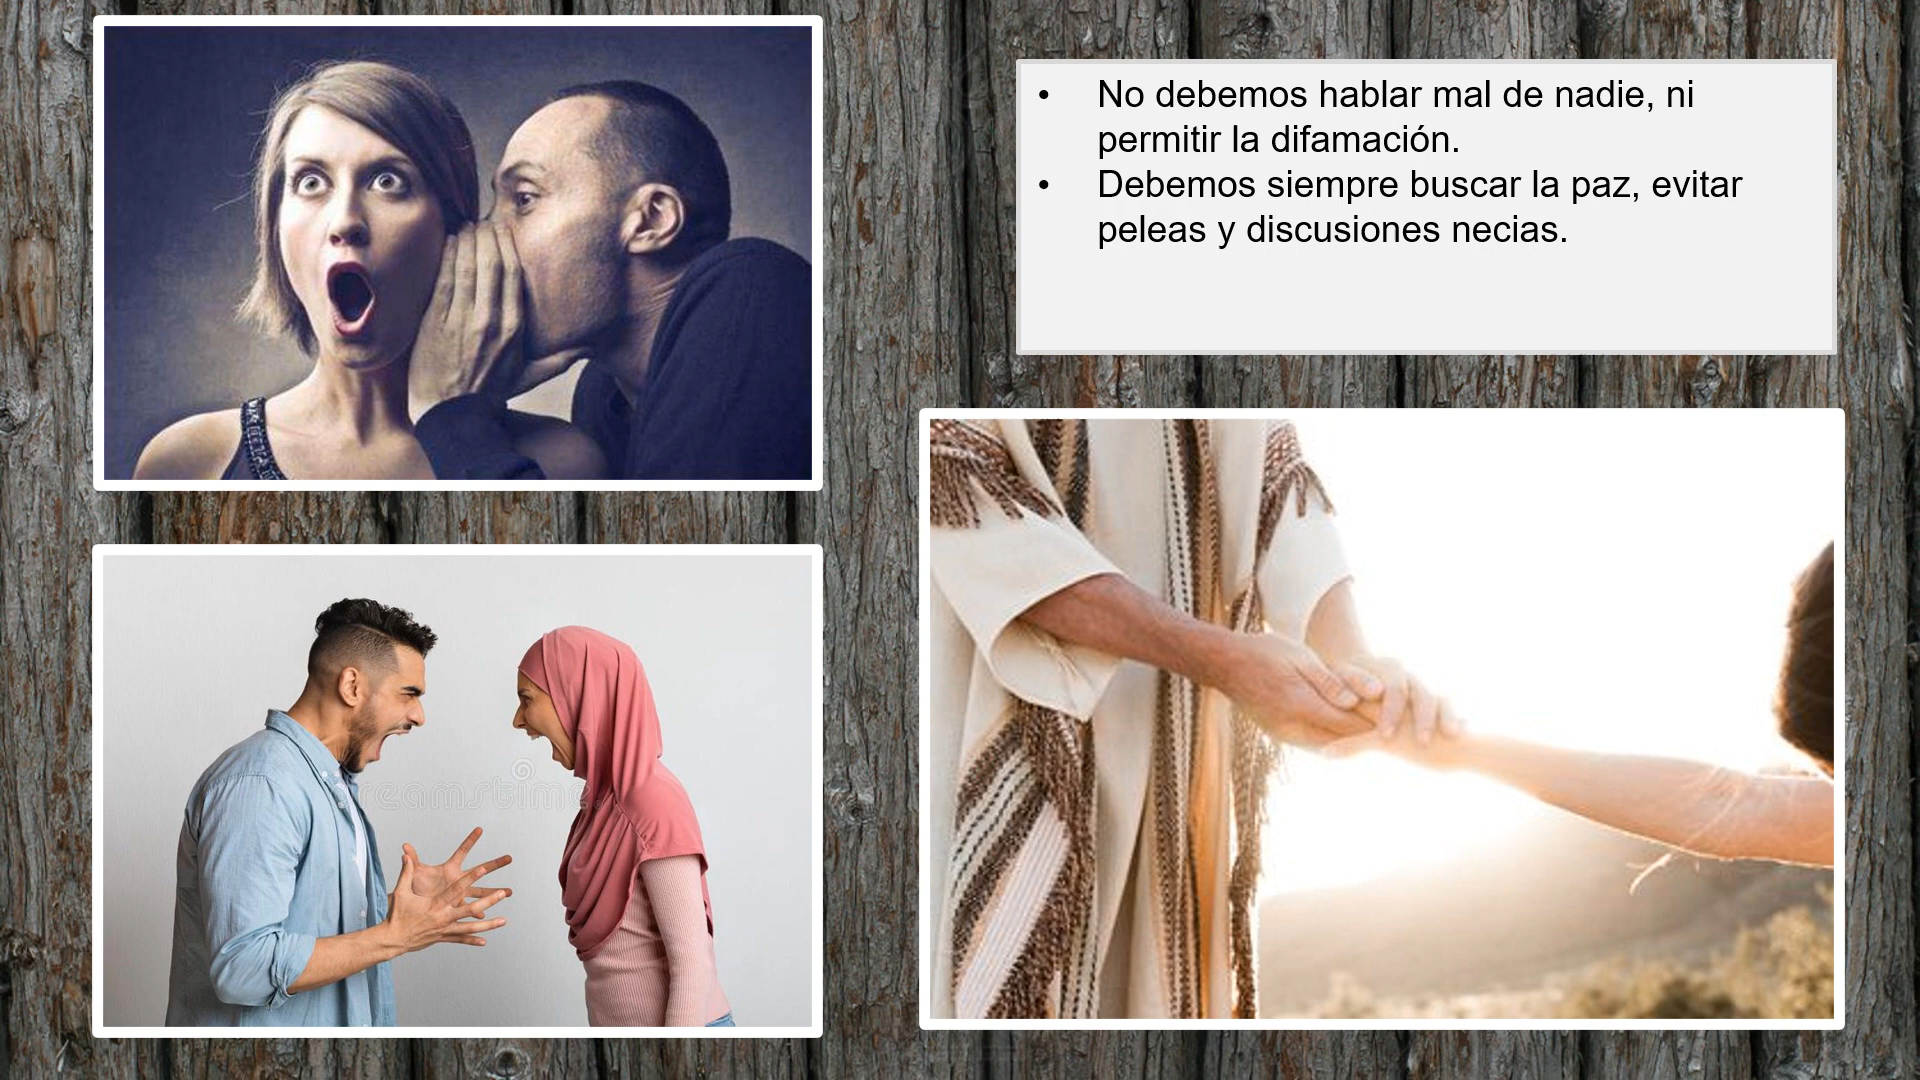 • No debemos hablar mal de nadie, ni
permitir la difamación.
• Debemos siempre buscar la paz, evitar
peleas y discusiones necias.
reamstime